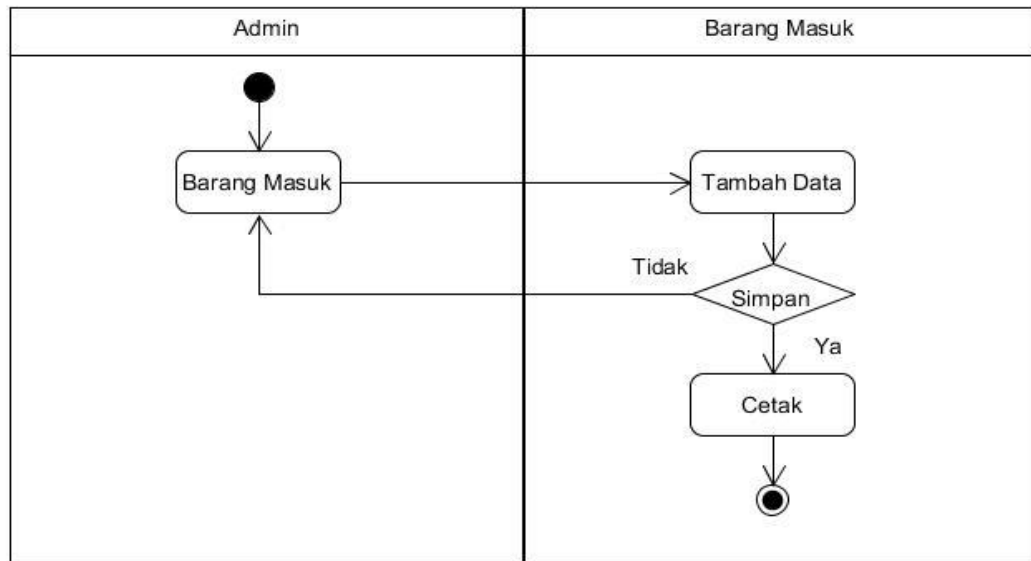 Admin
Barang Masuk
Barang Masuk
Tambah Data
Tidak
Simpan
Ya
Cetak